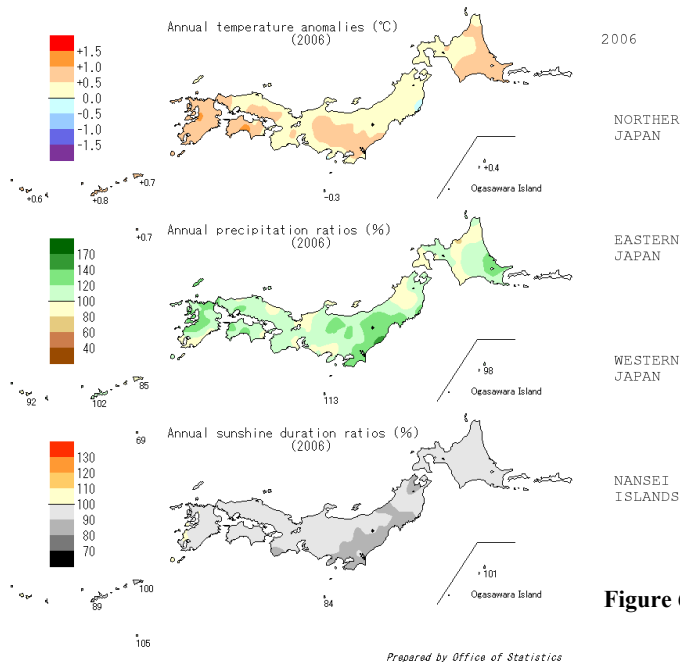 Annual temperature anomalies (℃)
(2006)
+1.5
+1.0
+0.5
0.0
-0.5
-1.0
-1.5
+0.6
+0.8
+0.7
-0.3
+0.4
Ogasawara Island
+0.7
Annual precipitation ratios (%)
(2006)
170
140
120
100
80
60
40
92
102
85
113
98
Ogasawara Island
69
Annual sunshine duration ratios (%)
(2006)
130
120
110
100
90
80
70
89
100
84
101
Ogasawara Island
105
Prepared by Office of Statistics
2006
NORTHER
JAPAN
EASTERN
JAPAN
WESTERN
JAPAN
NANSEI
ISLANDS
Figure